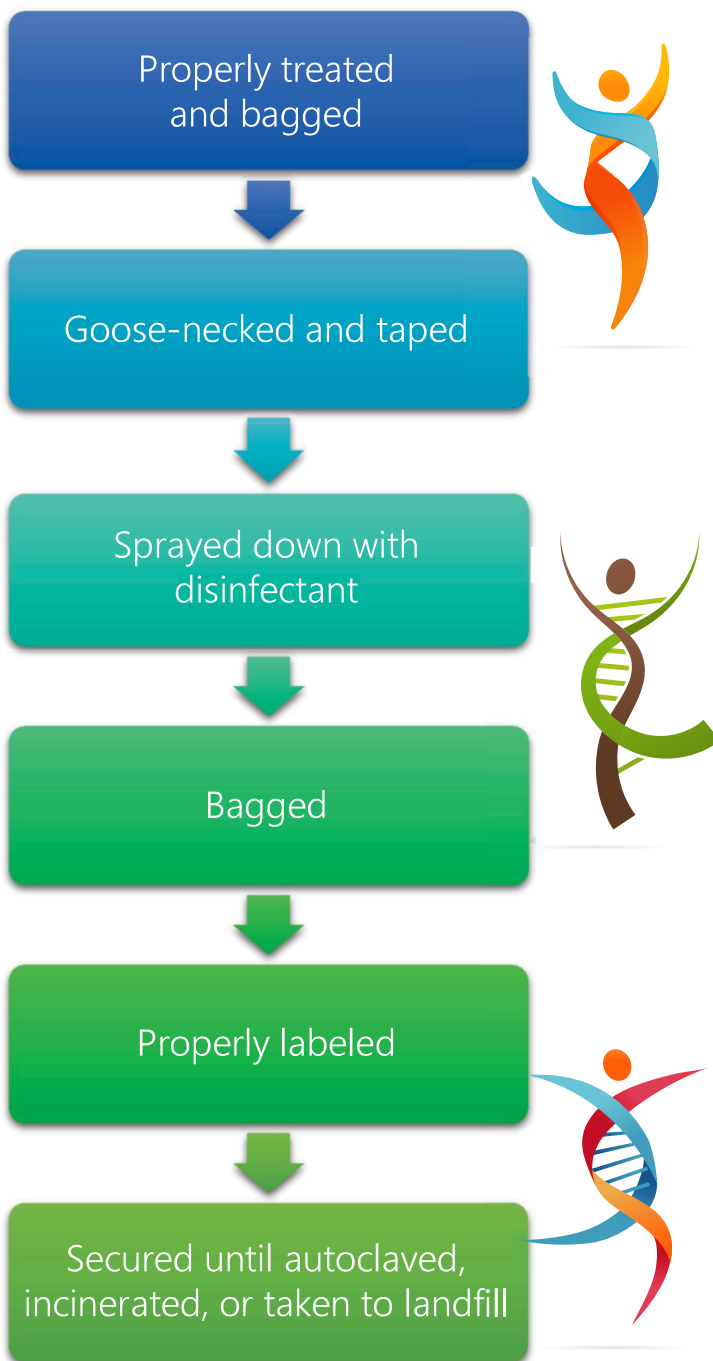 Properly treated
and bagged
Goose-necked and taped
Sprayed down with
disinfectant
Bagged
Properly labeled
Secured until autoclaved,
incinerated, or taken to landfill